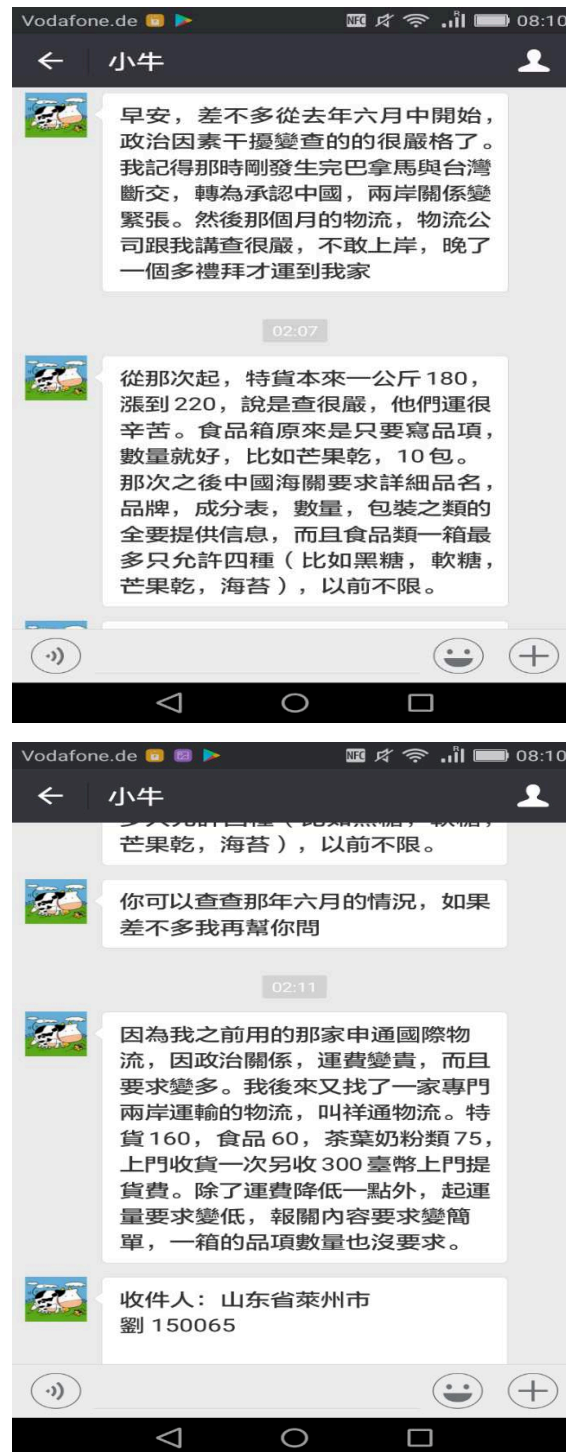 Vodafone.de
NFC
R
08:10
小牛
早安，差不多從去年六月中開始，
政治因素干擾變查的的很嚴格了。
我記得那時剛發生完巴拿馬與台灣
斷交，轉為承認中國，兩岸關係變
緊張。然後那個月的物流，物流公
司跟我講查很嚴，不敢上岸，晚了
一個多禮拜才運到我家
02:07
從那次起，特貨本來一公斤180，
漲到220，說是查很嚴，他們運很
辛苦。食品箱原來是只要寫品項，
數量就好，比如芒果乾，10包。
那次之後中國海關要求詳細品名，
品牌，成分表，數量，包裝之類的
全要提供信息，而且食品類一箱最
多只允許四種（比如黑糖，軟糖，
芒果乾，海苔），以前不限。
Vodafone.de
NFC
R
08:10
小牛
多只允許四種（比如黑糖，軟糖，
芒果乾，海苔），以前不限。
你可以查查那年六月的情況，如果
差不多我再幫你問
02:11
因為我之前用的那家申通國際物
流，因政治關係，運費變貴，而且
要求變多。我後來又找了一家專門
兩岸運輸的物流，叫祥通物流。特
貨160，食品60，茶葉奶粉類75，
上門收貨一次另收300臺幣上門提
貨費。除了運費降低一點外，起運
量要求變低，報關內容要求變簡
單，一箱的品項數量也沒要求。
收件人：山东省萊州市
劉 150065